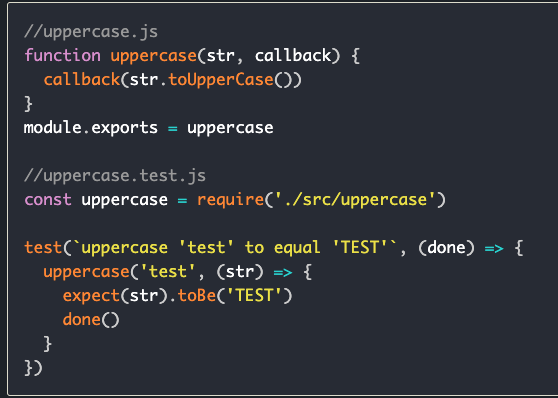 //uppercase.js
function uppercase(str, callback) {
  callback(str.toUpperCase())
}
module.exports = uppercase

//uppercase.test.js
const uppercase = require('./src/uppercase')

test(`uppercase 'test' to equal 'TEST'`, (done) => {
  uppercase('test', (str) => {
    expect(str).toBe('TEST')
    done()
  }
})